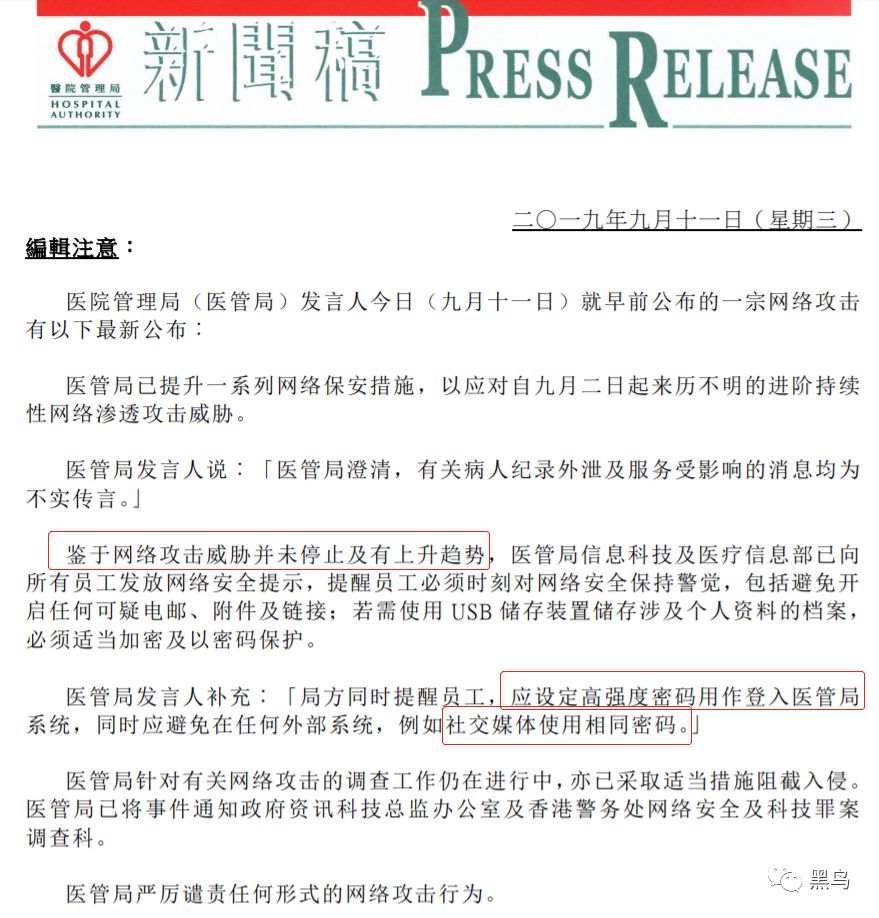 新聞稿 PRESS RELEASE
醫院管理局
HOSPITAL
AUTHORITY
二〇一九年九月十一日（星期三）
編輯注意：
医院管理局（医管局）发言人今日（九月十一日）就早前公布的一宗网络攻击
有以下最新公布：
医管局已提升一系列网络保安措施，以应对自九月二日起来历不明的进阶持续
性网络渗透攻击威胁。
医管局发言人说：「医管局澄清，有关病人纪录外泄及服务受影响的消息均为
不实传言。」
鉴于网络攻击威胁并未停止及有上升趋势，医管局信息科技及医疗信息部已向
所有员工发放网络安全提示，提醒员工必须时刻对网络安全保持警觉，包括避免开
启任何可疑电邮、附件及链接；若需使用 USB 储存装置储存涉及个人资料的档案，
必须适当加密及以密码保护。
医管局发言人补充：「局方同时提醒员工，应设定高强度密码用作登入医管局
系统，同时应避免在任何外部系统，例如社交媒体使用相同密码。」
医管局针对有关网络攻击的调查工作仍在进行中，亦已采取适当措施阻截入侵。
医管局已将事件通知政府资讯科技总监办公室及香港警务处网络安全及科技罪案
调查科。
医管局严厉谴责任何形式的网络攻击行为。
黑鸟